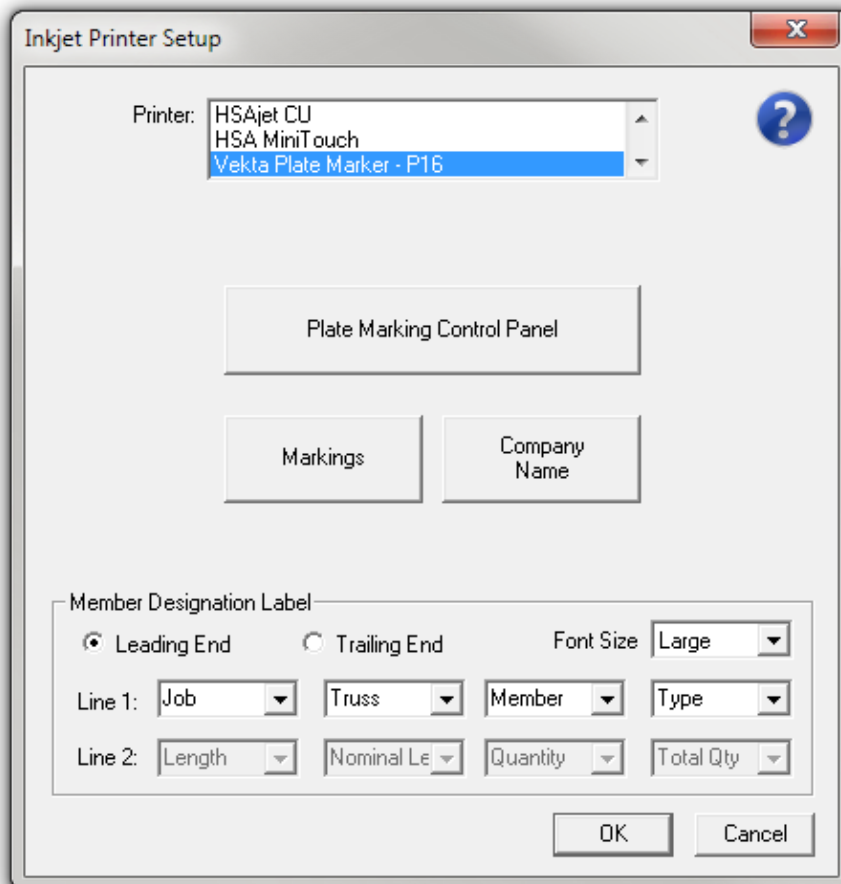 Inkjet Printer Setup
Printer:
HSAjet CU
HSA MiniTouch
Vekta Plate Marker - P16
?
Plate Marking Control Panel
Markings
Company
Name
Member Designation Label
Leading End Trailing End Font Size Large
Line 1: Job Truss Member Type
Line 2: Length Nominal Le Quantity Total Qty
OK Cancel